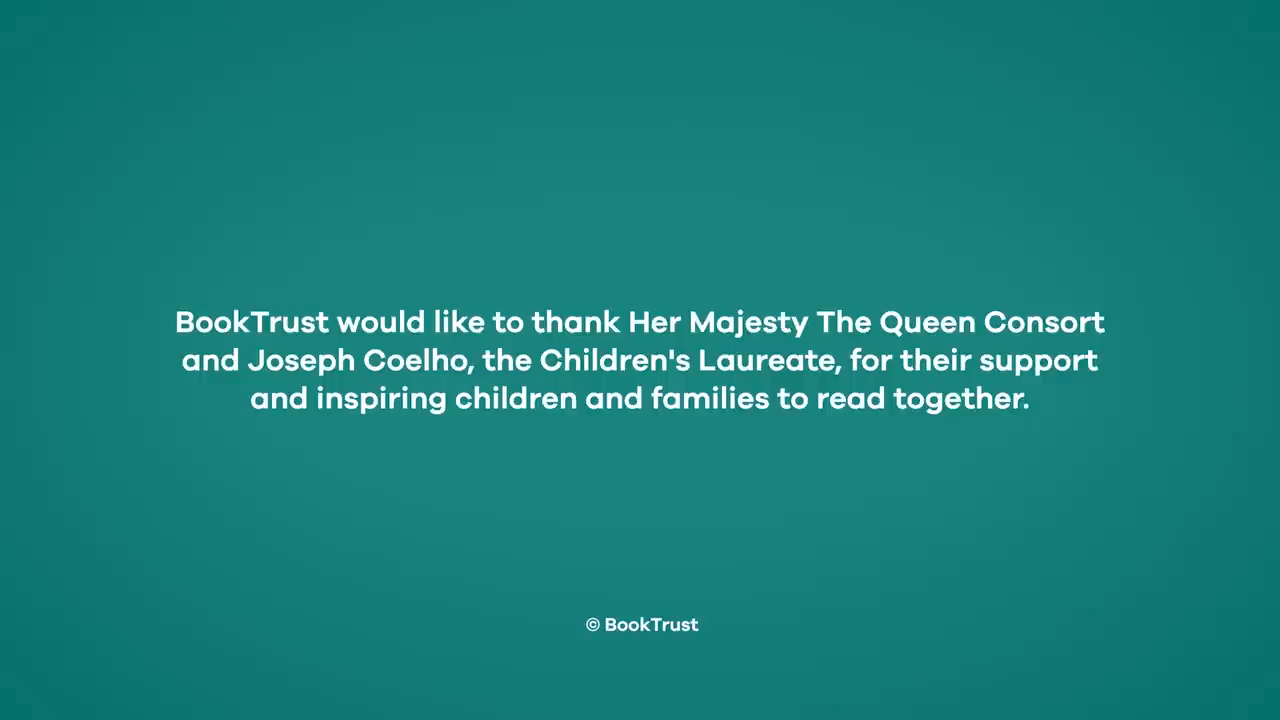 BookTrust would like to thank Her Majesty The Queen Consort
and Joseph Coelho, the Children's Laureate, for their support
and inspiring children and families to read together.
© BookTrust